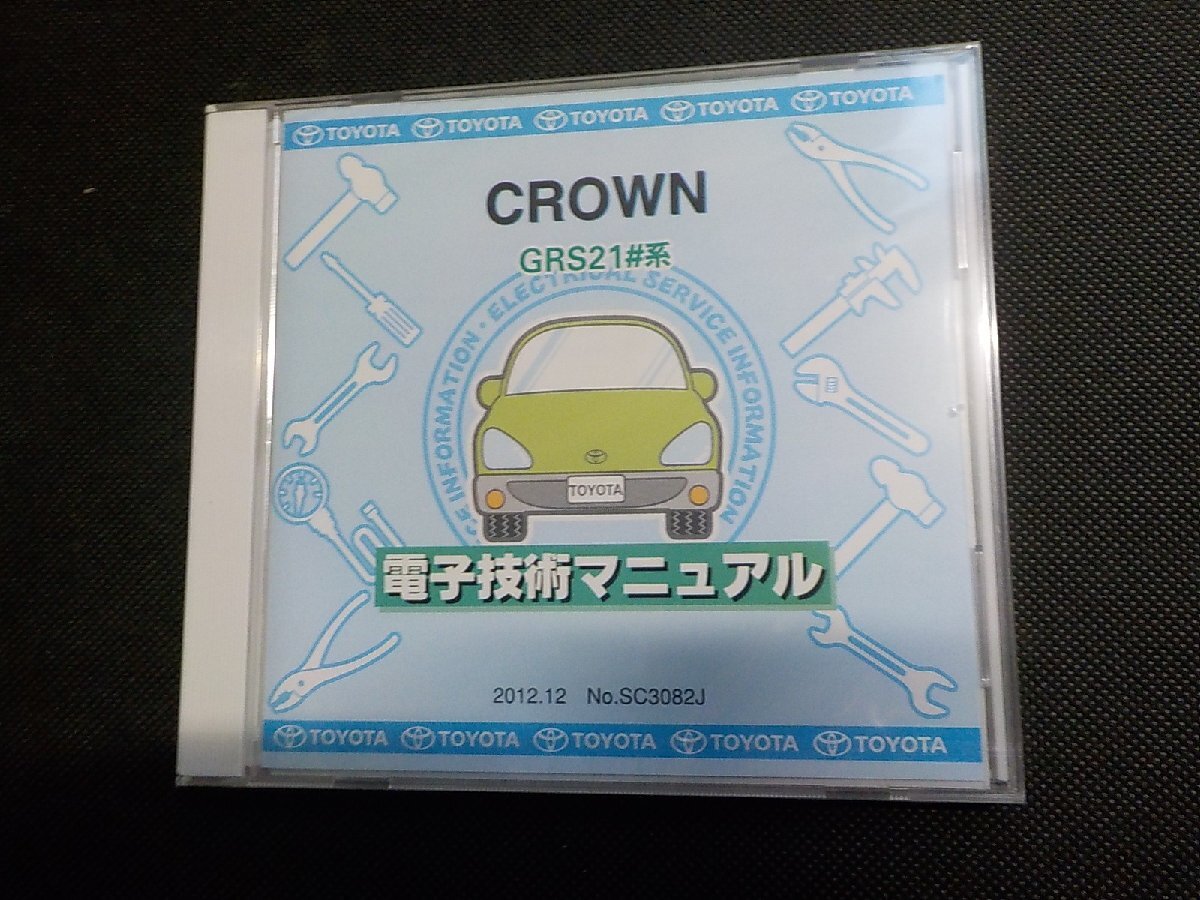 TOYOTA TOYOTA TOYOTA TOYOTA TOYOTA
CROWN
GRS21#系
CE INFORMATION・ELECTRICAL SERVICE INFORMATION
TOYOTA
電子技術マニュアル
2012.12 No.SC3082J
TOYOTA TOYOTA TOYOTA TOYOTA TOYOTA